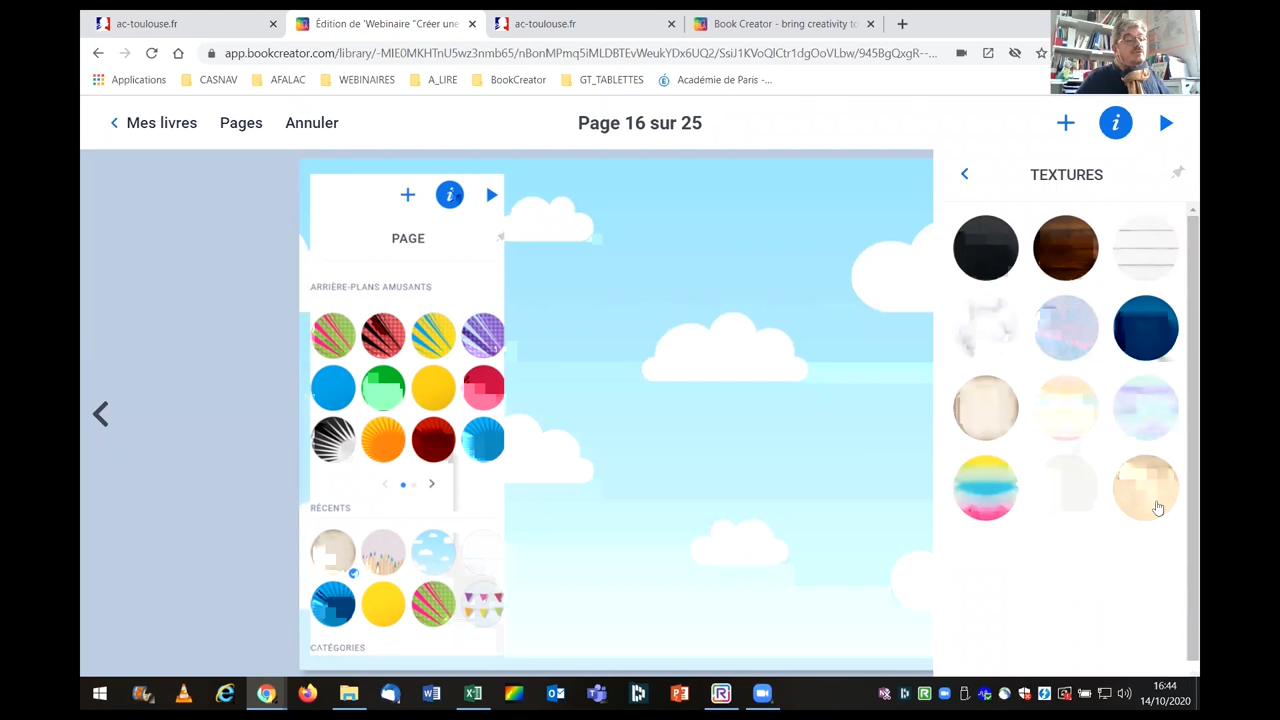 ac-toulouse.fr
Édition de 'Webinaire "Créer une
ac-toulouse.fr
Book Creator - bring creativity to
app.bookcreator.com/library/-MIE0MKHTnU5wz3nmh65/nBonMPmq5iMLDBTEvWeukYDx6UQ2/SsiJ1KVoQlCtr1dgOoVLbw/945BgQxgR-...
Applications
CASNAV
AFALAC
WEBINAIRES
A_LIRE
BookCreator
GT_TABLETTES
Académie de Paris -...
Mes livres
Pages
Annuler
Page 16 sur 25
TEXTURES
PAGE
ARRIÈRE-PLANS AMUSANTS
RÉCENTS
CATÉGORIES
16:44
14/10/2020